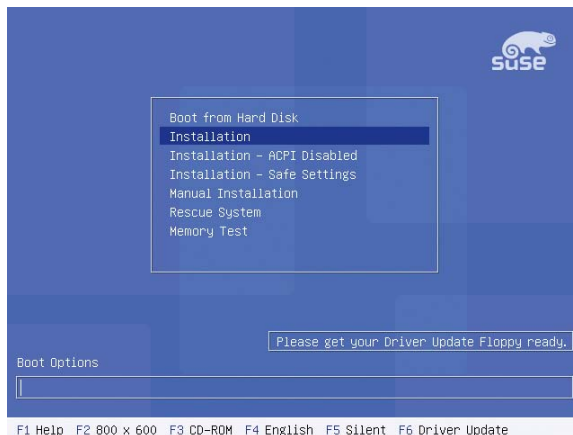 suse
Boot from Hard Disk
Installation
Installation - ACPI Disabled
Installation - Safe Settings
Manual Installation
Rescue System
Memory Test
Please get your Driver Update Floppy ready.
Boot Options
F1 Help F2 800 x 600 F3 CD-ROM F4 English F5 Silent F6 Driver Update